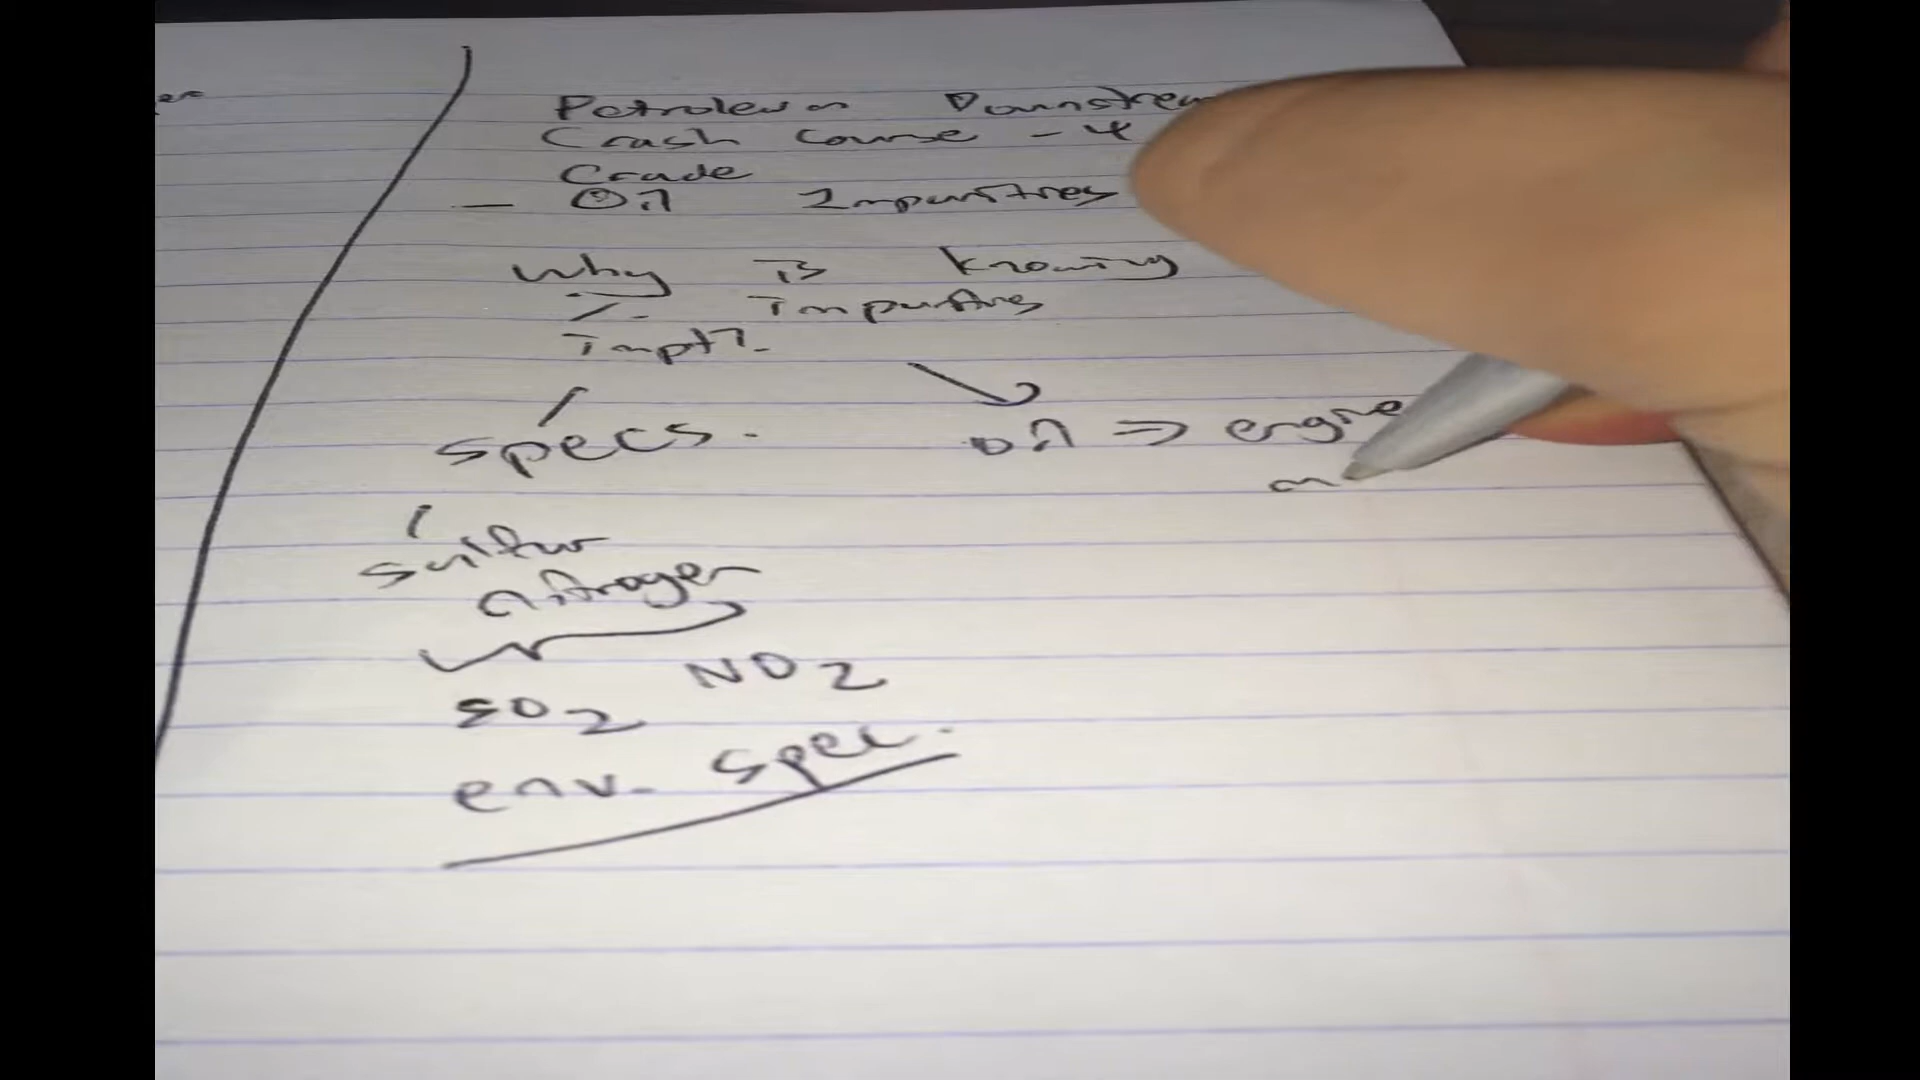 Petroleum Downstream
Crash Course - 4
Crude
- Oil Impurities
Why is knowing
%. impurities
impt?.
specs.
oil => engine
sulfur
nitrogen
SO2 NO2
env. spec.